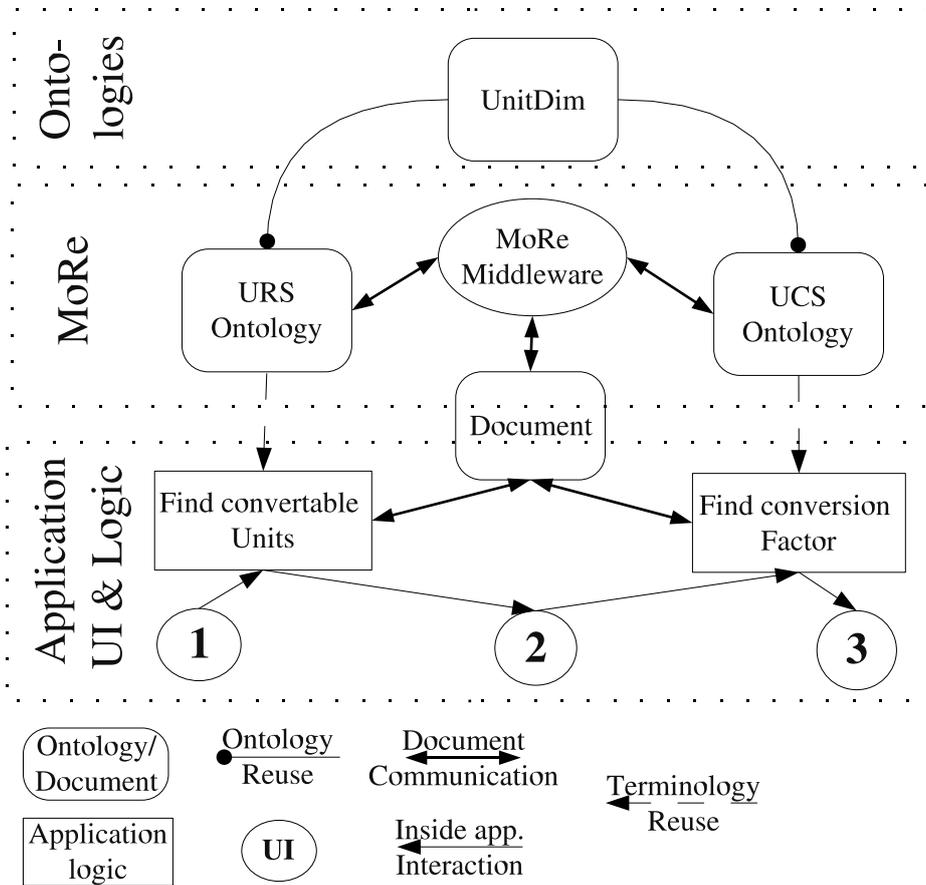 Onto-
logies
UnitDim
MoRe
MoRe
Middleware
URS
Ontology
UCS
Ontology
Document
Application
UI & Logic
Find convertable
Units
Find conversion
Factor
1
2
3
Ontology/
Document
Ontology
Reuse
Document
Communication
Terminology
Reuse
Application
logic
UI
Inside app.
Interaction